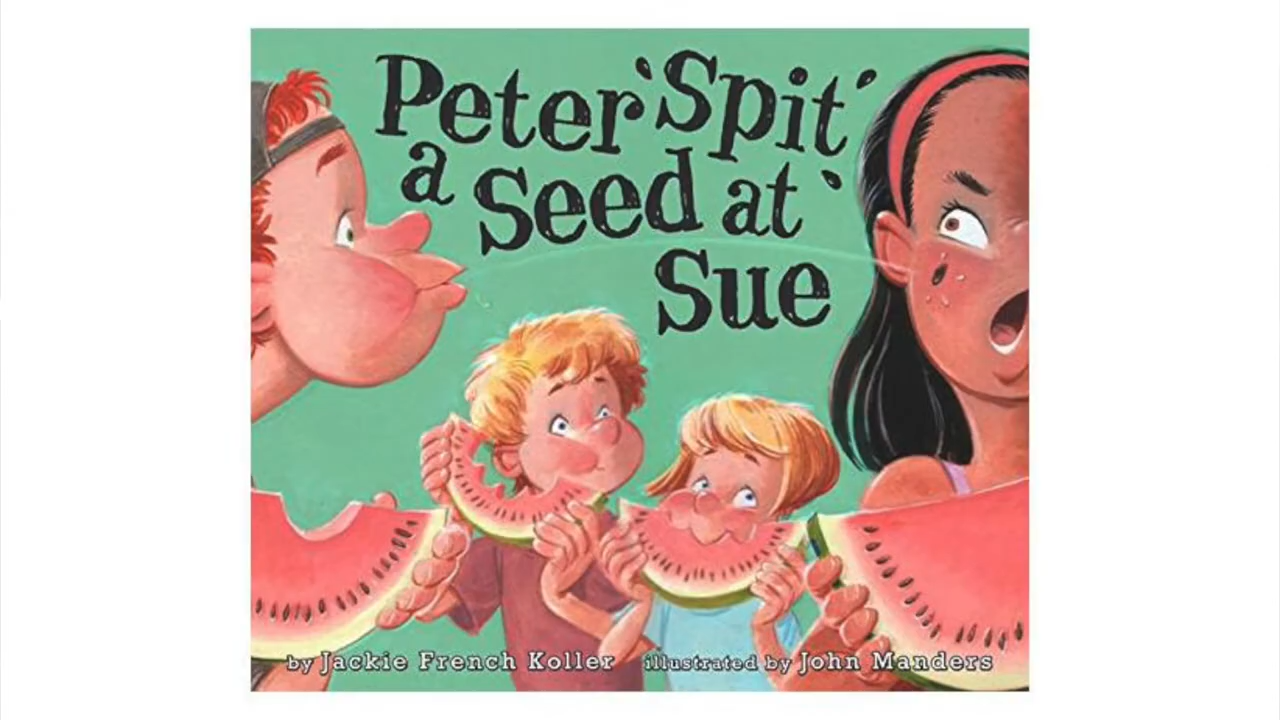 Peter Spit
a Seed at
Sue
by Jackie French Koller illustrated by John Manders